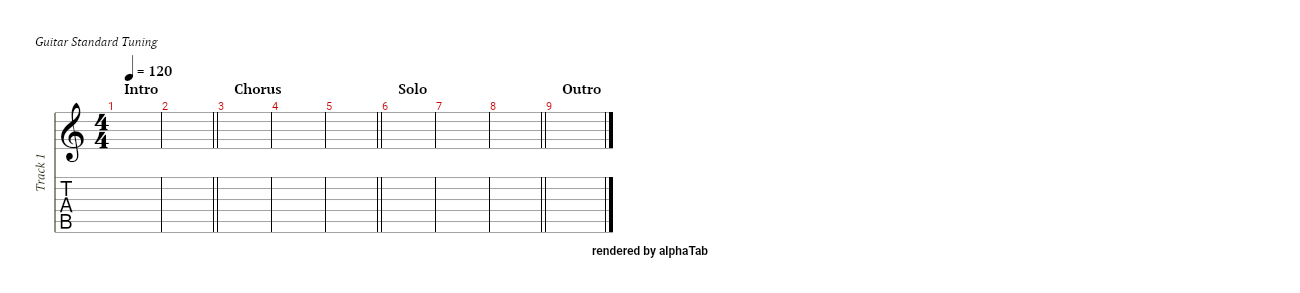 Guitar Standard Tuning
= 120
Intro Chorus Solo Outro
1 2 3 4 5 6 7 8 9
4
4
Track 1
T
A
B
rendered by alphaTab